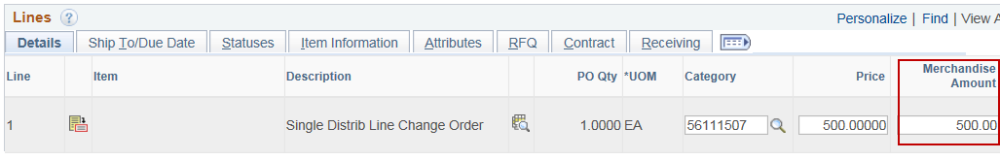 Lines ? Personalize | Find | View A
Details Ship To/Due Date Statuses Item Information Attributes RFQ Contract Receiving
Line Item Description PO Qty *UOM Category Price Merchandise Amount
1 Single Distrib Line Change Order 1.0000 EA 56111507 500.00000 500.00